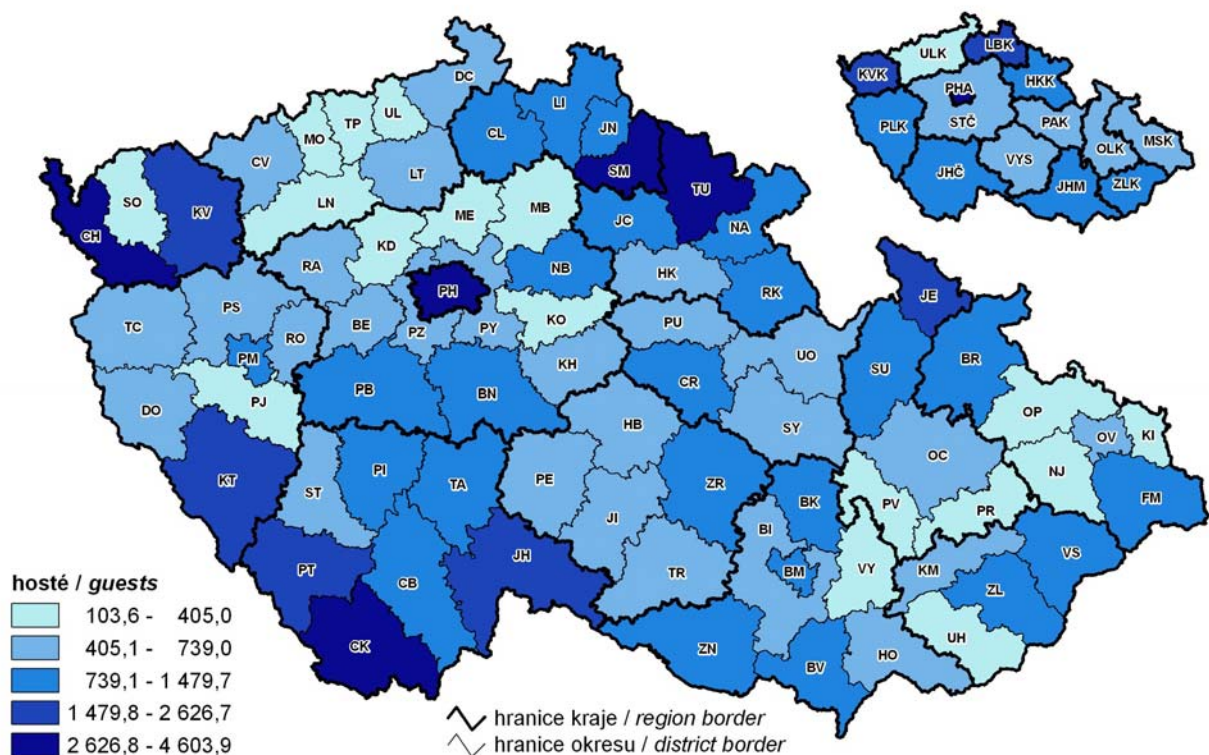 DC
LI
UL
JN
TP
CL
MO
CV
SM
LT
TU
SO
KV
LN
ME
MB
JC
CH
NA
KD
RA
NB
HK
PH
RK
PS
TC
BE
PZ
PY
KO
PU
RO
PM
KH
UO
PB
BN
CR
SU
BR
JE
DO
PJ
HB
SY
OP
OV
KI
KT
ST
PI
TA
PE
ZR
OC
NJ
BK
PV
PR
FM
JI
BI
JH
PT
CB
TR
BM
VY
KM
VS
ZL
CK
ZN
BV
HO
UH
ULK
LBK
KVK
HKK
PHA
PLK
STČ
PAK
MSK
OLK
VYS
JHČ
JHM
ZLK
hosté / guests
103,6 - 405,0
405,1 - 739,0
739,1 - 1 479,7
1 479,8 - 2 626,7
2 626,8 - 4 603,9
hranice kraje / region border
hranice okresu / district border